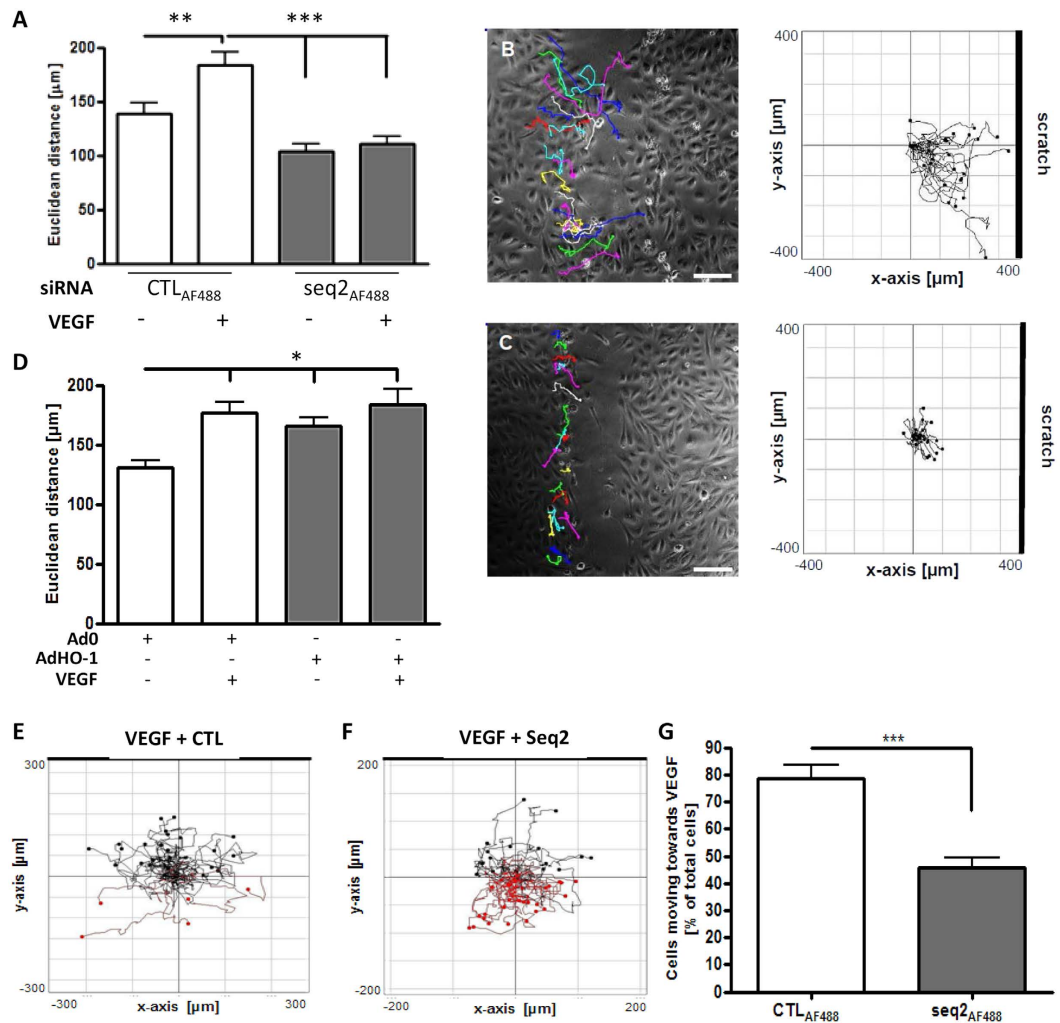 A
** ***
Euclidean distance [µm]
200
150
100
50
0
siRNA CTLAF488 seq2AF488
VEGF - + - +
B
400
y-axis [µm]
-400
-400 400
x-axis [µm]
scratch
C
400
y-axis [µm]
-400
-400 400
x-axis [µm]
scratch
D
*
Euclidean distance [µm]
200
150
100
50
0
Ad0 + + - -
AdHO-1 - - + +
VEGF - + - +
E
VEGF + CTL
300
y-axis [µm]
-300
-300 300
x-axis [µm]
F
VEGF + Seq2
200
y-axis [µm]
-200
-200 200
x-axis [µm]
G
***
Cells moving towards VEGF
[% of total cells]
90
80
70
60
50
40
30
20
10
0
CTLAF488 seq2AF488